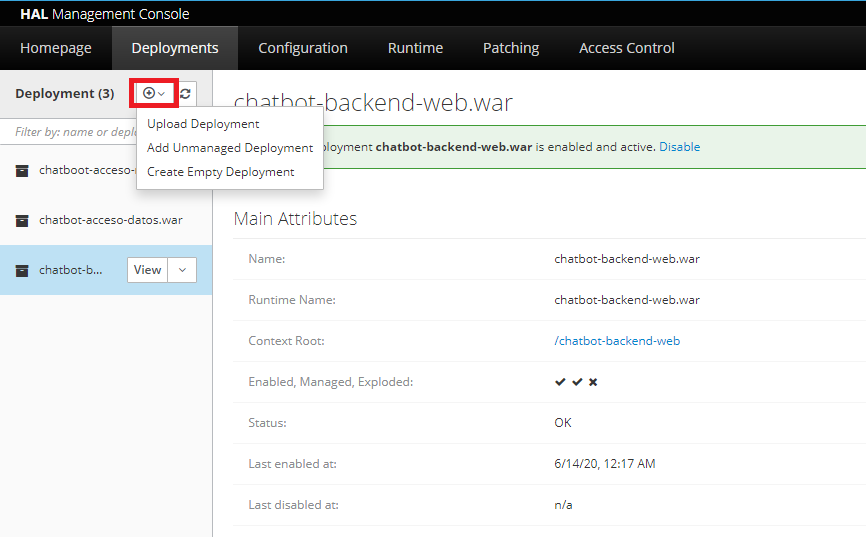 HAL Management Console
Homepage Deployments Configuration Runtime Patching Access Control
Deployment (3)
Filter by: name or deplo
chatboot-acceso-
chatbot-acceso-datos.war
chatbot-b... View
Upload Deployment
Add Unmanaged Deployment
Create Empty Deployment
chatbot-backend-web.war
ployment chatbot-backend-web.war is enabled and active. Disable
Main Attributes
Name: chatbot-backend-web.war
Runtime Name: chatbot-backend-web.war
Context Root: /chatbot-backend-web
Enabled, Managed, Exploded:
Status: OK
Last enabled at: 6/14/20, 12:17 AM
Last disabled at: n/a